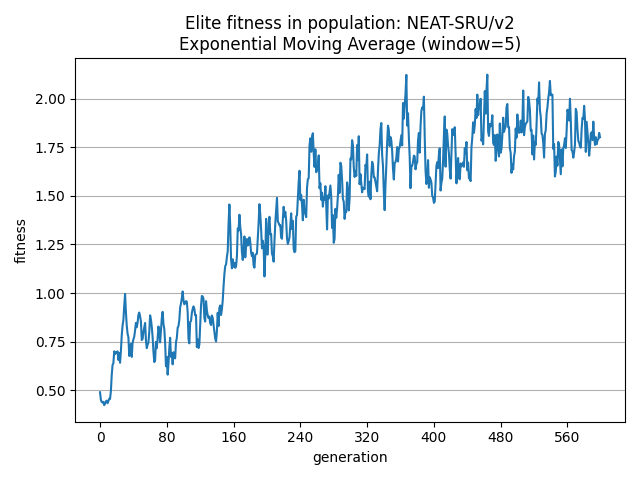 Elite fitness in population: NEAT-SRU/v2
Exponential Moving Average (window=5)
fitness
2.00
1.75
1.50
1.25
1.00
0.75
0.50
0 80 160 240 320 400 480 560
generation